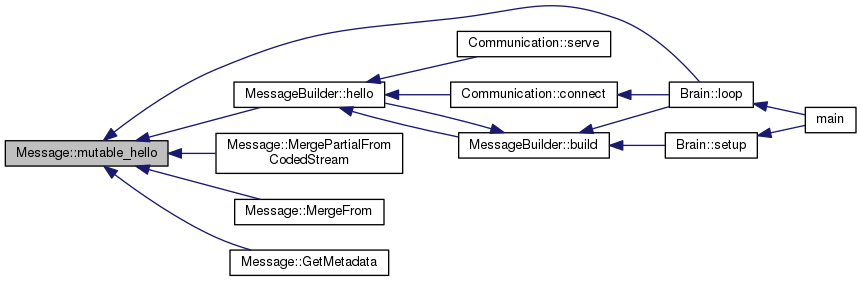 Message::mutable_hello
MessageBuilder::hello
Message::MergePartialFrom
CodedStream
Message::MergeFrom
Message::GetMetadata
Communication::serve
Communication::connect
MessageBuilder::build
Brain::loop
Brain::setup
main